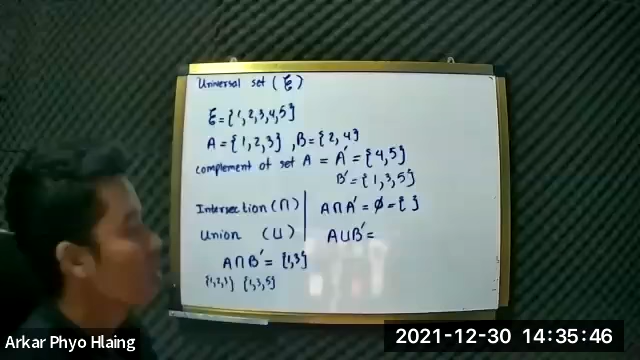 Universal set (ξ)
ξ = {1,2,3,4,5}
A = {1,2,3} , B = {2,4}
complement of set A = A′ = {4,5}
B′ = {1,3,5}
Intersection (∩)
Union (∪)
A∩B′ = {1,3}
{1,2,3} {1,3,5}
A∩A′ = ∅ = { }
A∪B′ =
Arkar Phyo Hlaing
2021-12-30 14:35:46